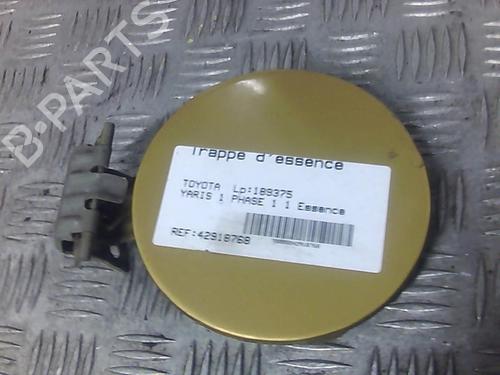 B-PARTS
Trappe d'essence
TOYOTA Lp:189375
YARIS 1 PHASE 1 1 Essence
REF:42918768